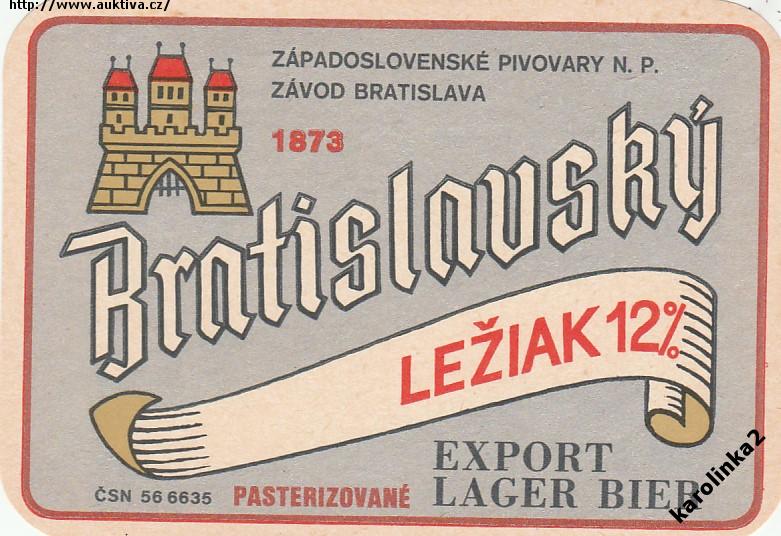 http://www.auktiva.cz/
ZÁPADOSLOVENSKÉ PIVOVARY N. P.
ZÁVOD BRATISLAVA
1873
Bratislavský
LEŽIAK 12%
EXPORT
LAGER BIER
ČSN 56 6635 PASTERIZOVANÉ
karolinka2